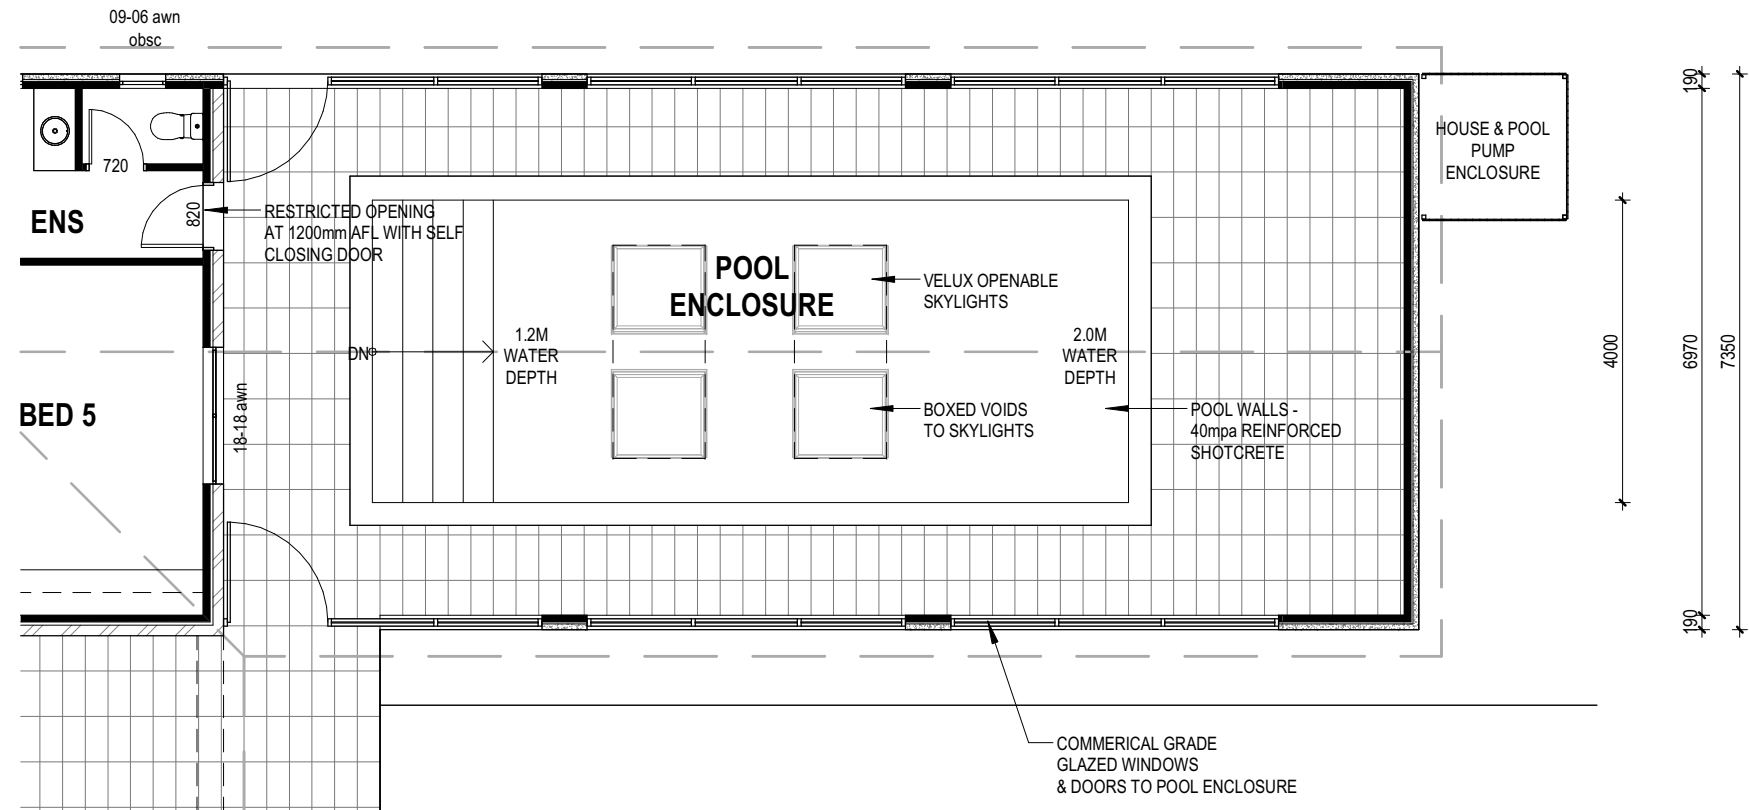 09-06 awn
obsc
190
HOUSE & POOL
PUMP
ENCLOSURE
720
820
ENS
RESTRICTED OPENING
AT 1200mm AFL WITH SELF
CLOSING DOOR
POOL
ENCLOSURE
VELUX OPENABLE
SKYLIGHTS
1.2M
WATER
DEPTH
2.0M
WATER
DEPTH
DN
4000
6970
7350
BED 5
18-18 awn
BOXED VOIDS
TO SKYLIGHTS
POOL WALLS -
40mpa REINFORCED
SHOTCRETE
190
COMMERICAL GRADE
GLAZED WINDOWS
& DOORS TO POOL ENCLOSURE